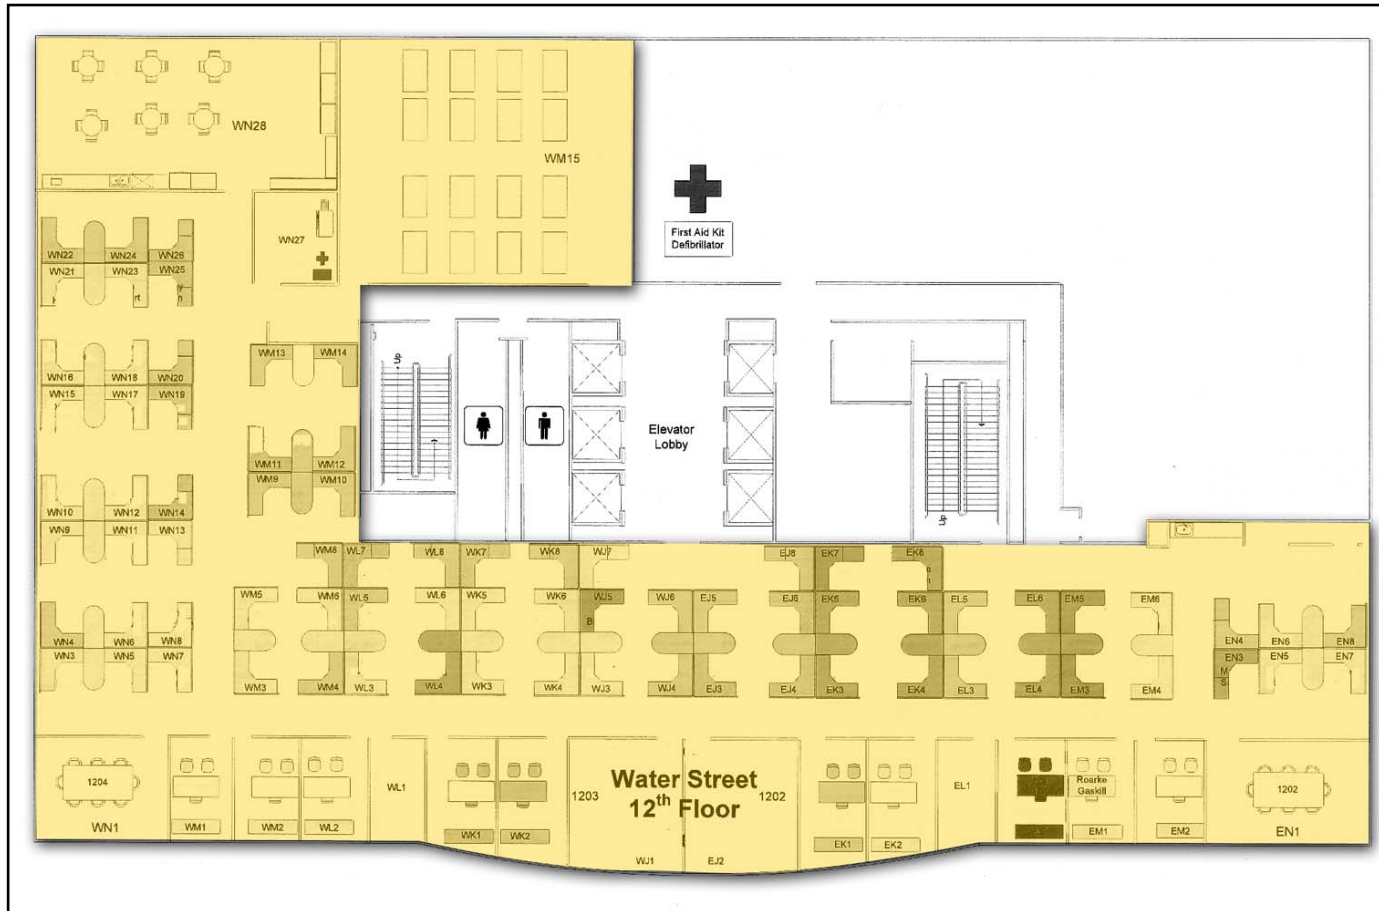 WN28
WM15
First Aid Kit
Defibrillator
WN27
WN22 WN24 WN26
WN21 WN23 WN25
WM13 WM14
WN16 WN18 WN20
WN15 WN17 WN19
Up
Elevator
Lobby
WM11 WM12
WM9 WM10
WN10 WN12 WN14
WN9 WN11 WN13
Up
WM8 WL7 WL8 WK7 WK8 WJ7 EJ8 EK7 EK8
WM5 WM6 WL5 WL6 WK5 WK6 WJ5 WJ6 EJ5 EJ6 EK5 EK6 EL5 EL6 EM5 EM6
B
WN4 WN6 WN8 EN4 EN6 EN8
WN3 WN5 WN7 EN3 EN5 EN7
M
S
WM3 WM4 WL3 WL4 WK3 WK4 WJ3 WJ4 EJ3 EJ4 EK3 EK4 EL3 EL4 EM3 EM4
1204
WL1
1203
Water Street
12th Floor
1202
EL1
Roarke
Gaskill
1202
WN1 WM1 WM2 WL2 WK1 WK2 EK1 EK2 EM1 EM2 EN1
WJ1 EJ2